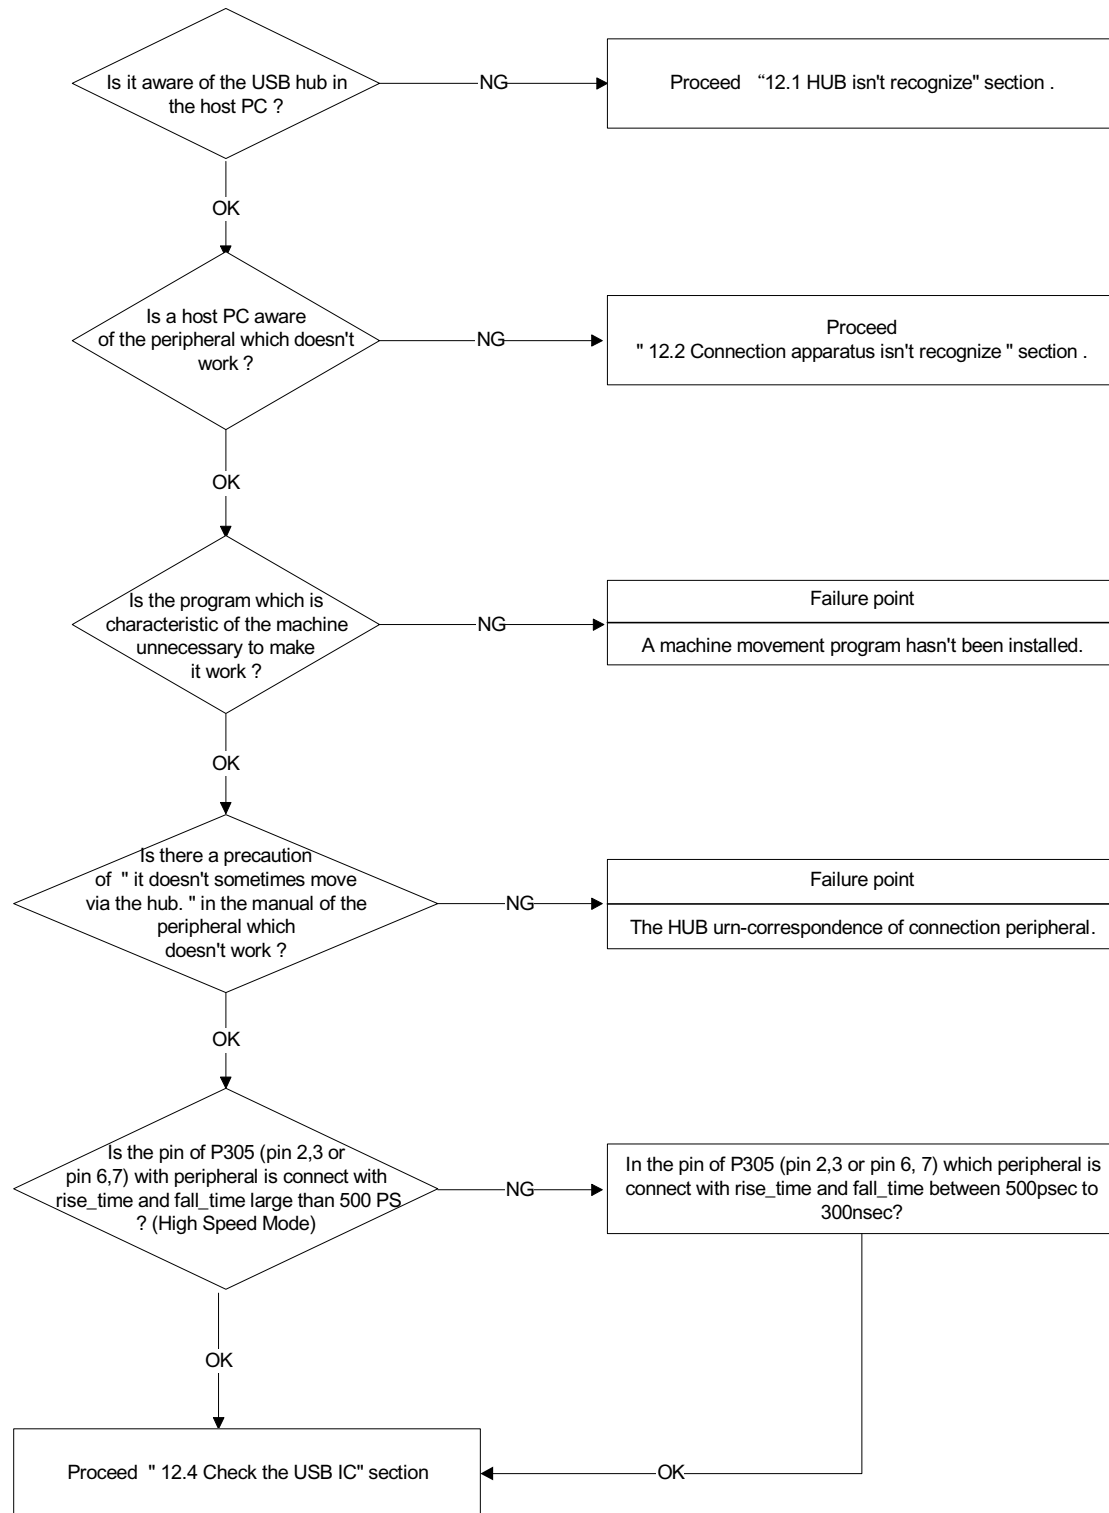 Is it aware of the USB hub in
the host PC ?
NG
Proceed “12.1 HUB isn't recognize" section .
OK
Is a host PC aware
of the peripheral which doesn't
work ?
NG
Proceed
" 12.2 Connection apparatus isn't recognize " section .
OK
Is the program which is
characteristic of the machine
unnecessary to make
it work ?
NG
Failure point
A machine movement program hasn't been installed.
OK
Is there a precaution
of " it doesn't sometimes move
via the hub. " in the manual of the
peripheral which
doesn't work ?
NG
Failure point
The HUB urn-correspondence of connection peripheral.
OK
Is the pin of P305 (pin 2,3 or
pin 6,7) with peripheral is connect with
rise_time and fall_time large than 500 PS
? (High Speed Mode)
NG
In the pin of P305 (pin 2,3 or pin 6, 7) which peripheral is
connect with rise_time and fall_time between 500psec to
300nsec?
OK
Proceed " 12.4 Check the USB IC" section
OK